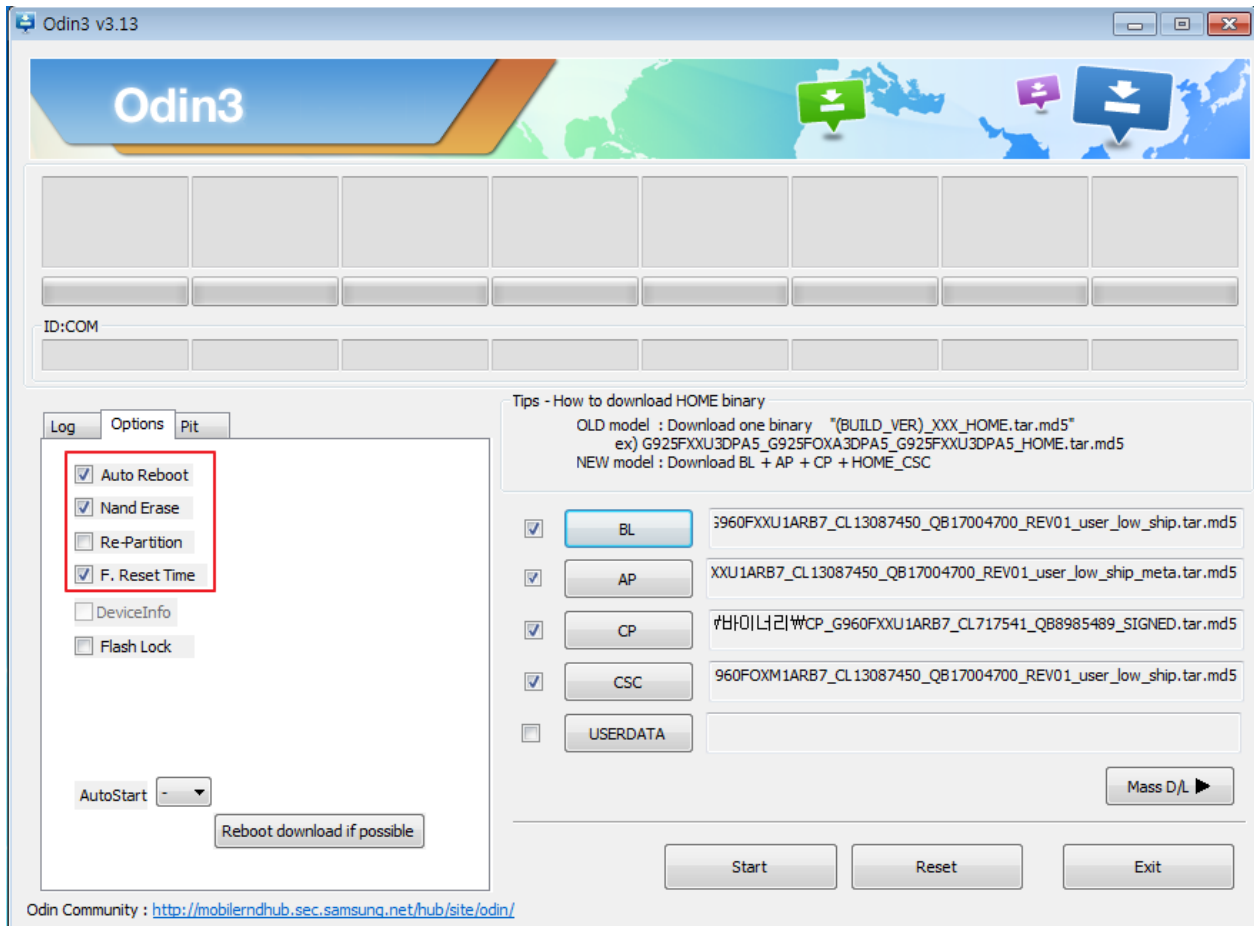 Odin3 v3.13
Odin3
ID:COM
Log Options Pit
Auto Reboot
Nand Erase
Re-Partition
F. Reset Time
DeviceInfo
Flash Lock
AutoStart -
Reboot download if possible
Tips - How to download HOME binary
OLD model : Download one binary "(BUILD_VER)_XXX_HOME.tar.md5"
ex) G925FXXU3DPA5_G925FOXA3DPA5_G925FXXU3DPA5_HOME.tar.md5
NEW model : Download BL + AP + CP + HOME_CSC
BL G960FXXU1ARB7_CL13087450_QB17004700_REV01_user_low_ship.tar.md5
AP XXU1ARB7_CL13087450_QB17004700_REV01_user_low_ship_meta.tar.md5
CP 바이너리₩CP_G960FXXU1ARB7_CL717541_QB8985489_SIGNED.tar.md5
CSC 960FOXM1ARB7_CL13087450_QB17004700_REV01_user_low_ship.tar.md5
USERDATA
Mass D/L ▶
Start Reset Exit
Odin Community : http://mobilerndhub.sec.samsung.net/hub/site/odin/